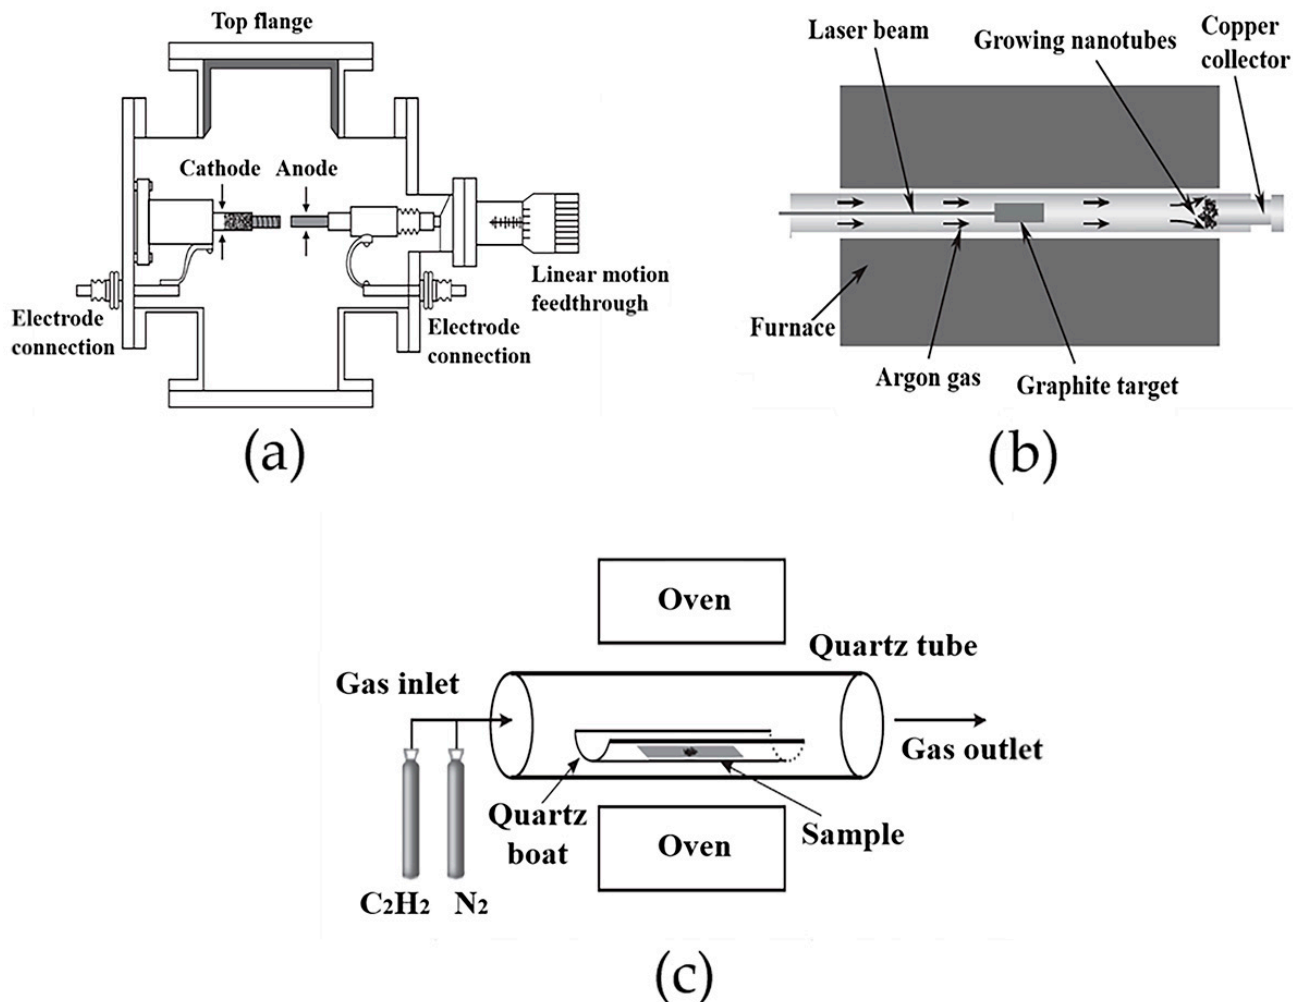 Top flange
Cathode
Anode
Linear motion
feedthrough
Electrode
connection
Electrode
connection
(a)
Laser beam
Growing nanotubes
Copper
collector
Furnace
Argon gas
Graphite target
(b)
Oven
Quartz tube
Gas inlet
Gas outlet
Quartz
boat
Sample
Oven
C2H2
N2
(c)